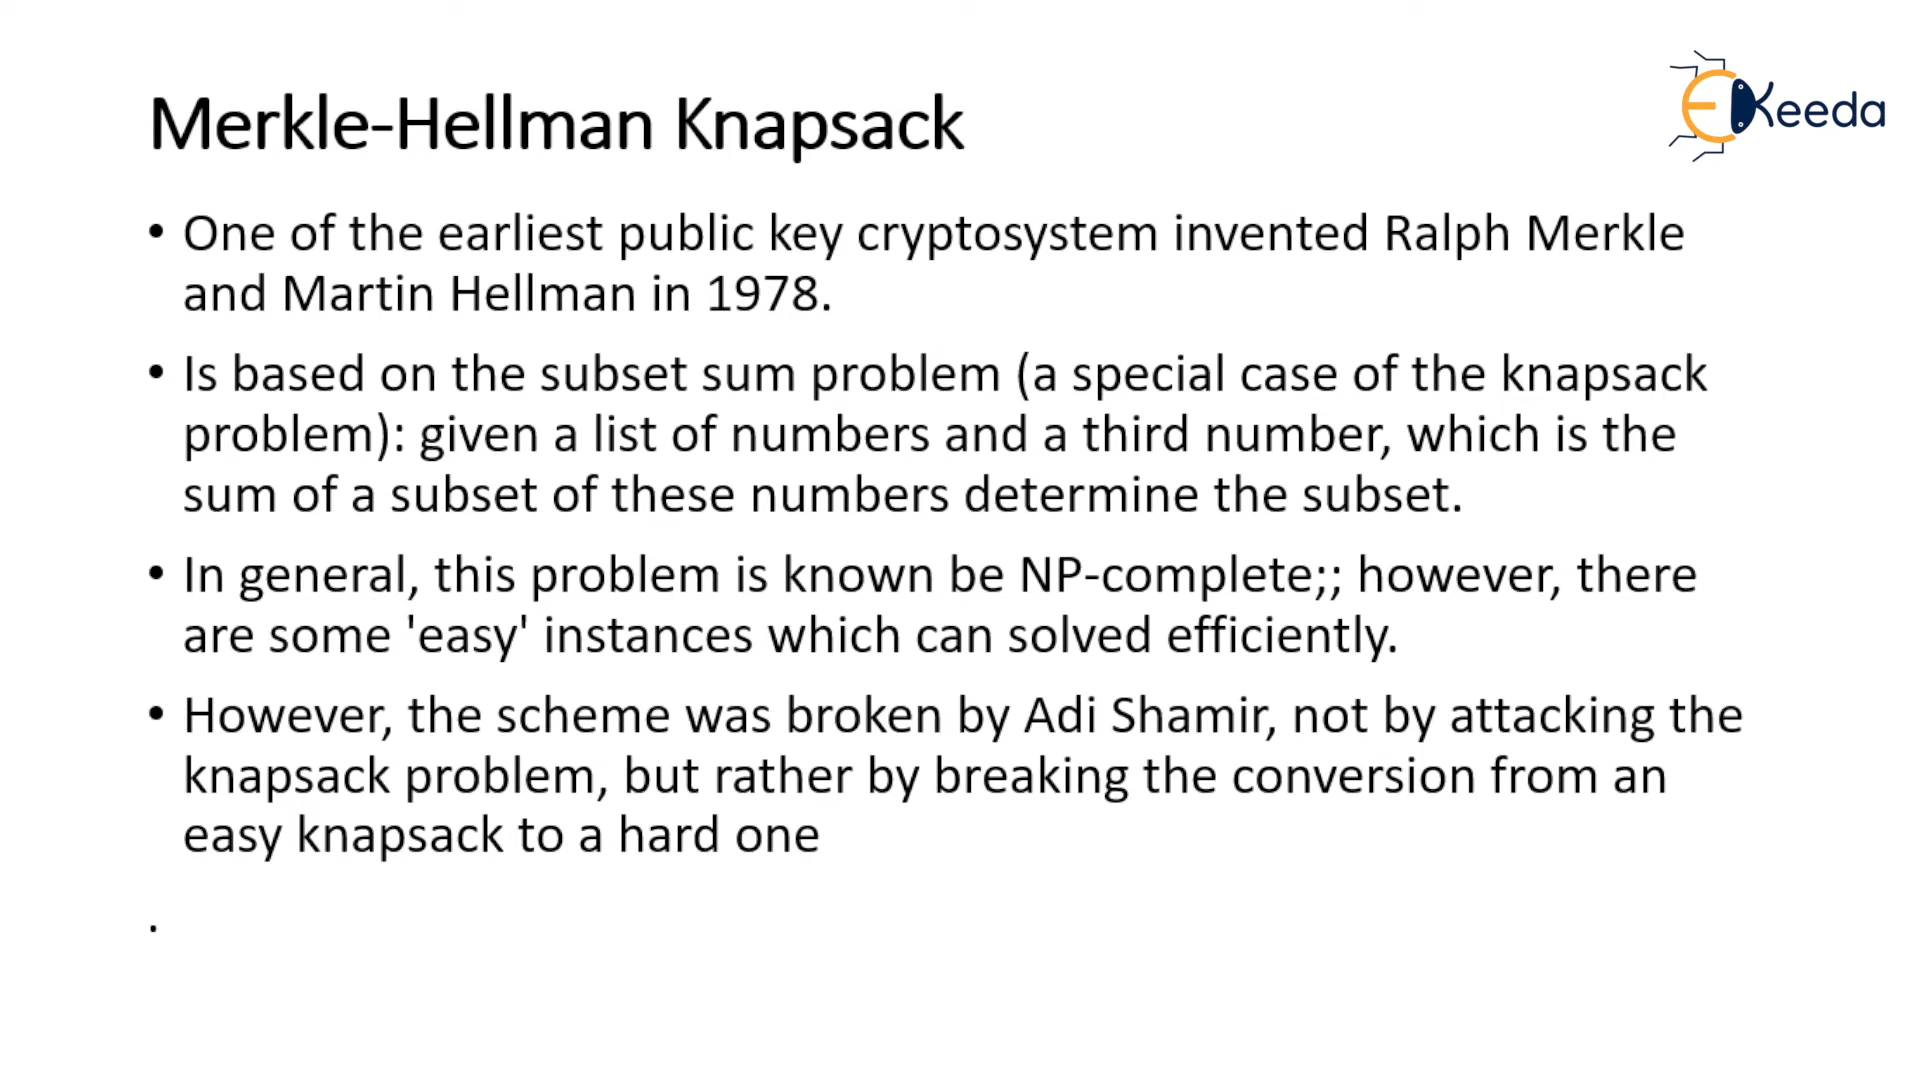 Merkle-Hellman Knapsack
EKeeda
• One of the earliest public key cryptosystem invented Ralph Merkle
and Martin Hellman in 1978.
• Is based on the subset sum problem (a special case of the knapsack
problem): given a list of numbers and a third number, which is the
sum of a subset of these numbers determine the subset.
• In general, this problem is known be NP-complete;; however, there
are some 'easy' instances which can solved efficiently.
• However, the scheme was broken by Adi Shamir, not by attacking the
knapsack problem, but rather by breaking the conversion from an
easy knapsack to a hard one
.